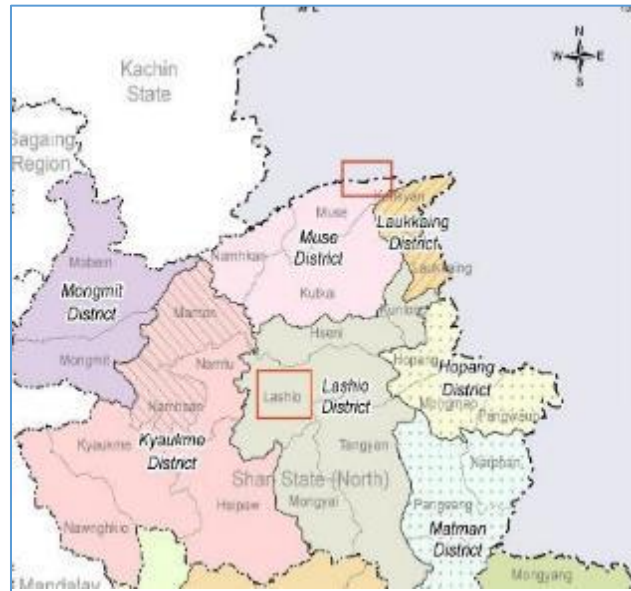 N
W E
S
Kachin
State
Sagaing
Region
Muse
Laukkaing
District
Muse
District
Namhkan
Mabein
Mongmit
District
Kutkai
Laukkaing
Hseni
Hopang
Hopang
District
Mongmit
Namtu
Lashio
Lashio
District
Mongmao
Pangwaun
Namhsan
Kyaukme
Kyaukme
District
Tangyan
Narphan
Shan State (North)
Hsipaw
Mongyai
Pangsang
Matman
District
Nawnghkio
Mandalay
Mongyang